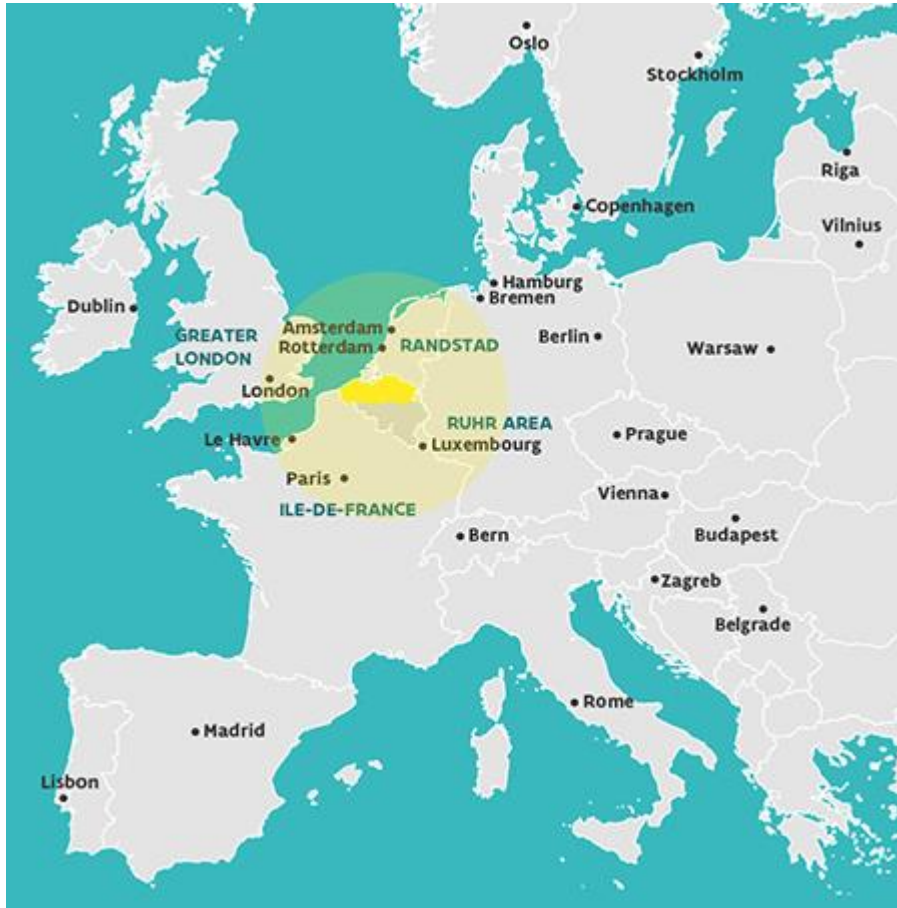 Oslo
Stockholm
Riga
Copenhagen
Vilnius
Hamburg
Bremen
Dublin
Amsterdam
GREATER
LONDON
Rotterdam
RANDSTAD
Berlin
Warsaw
London
RUHR AREA
Le Havre
Luxembourg
Prague
Paris
Vienna
ILE-DE-FRANCE
Bern
Budapest
Zagreb
Belgrade
Rome
Madrid
Lisbon